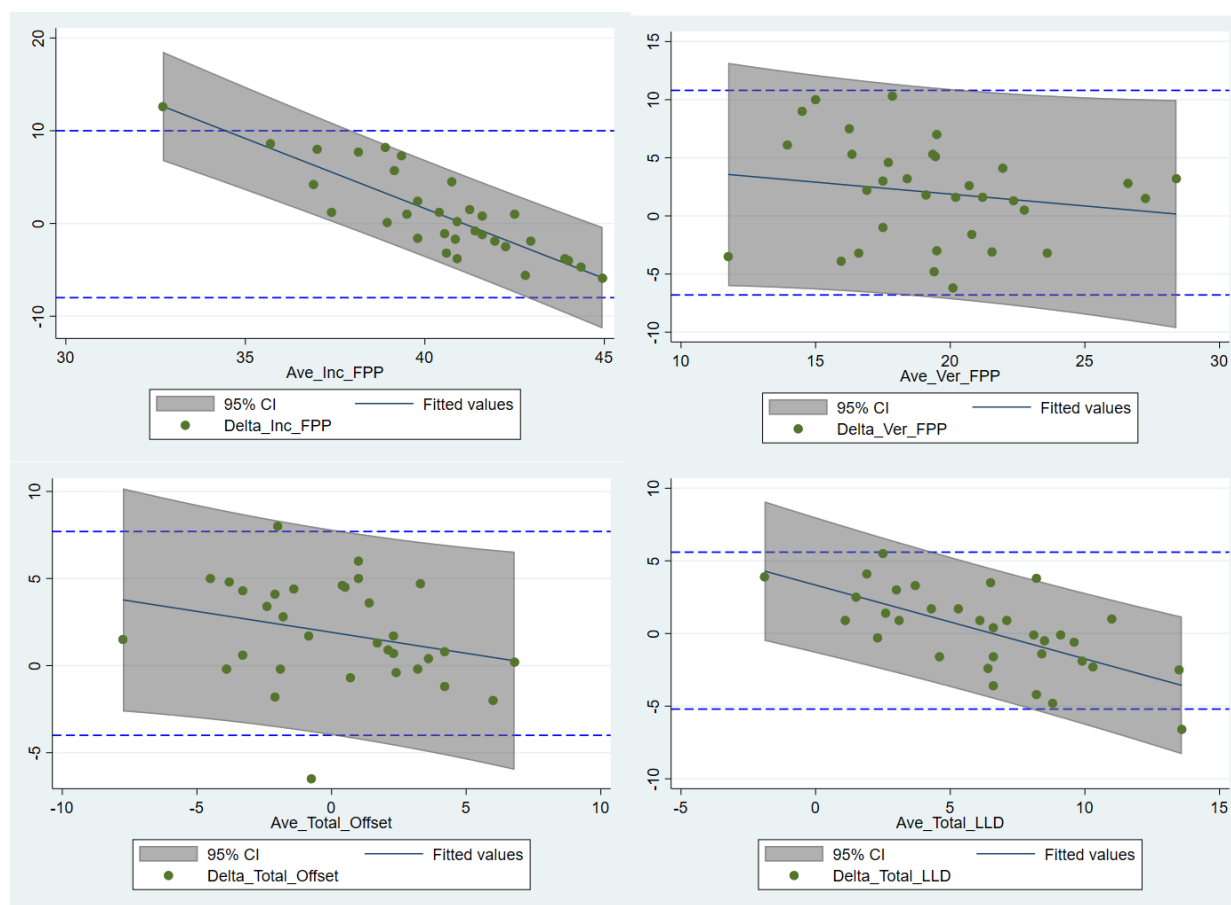 20
10
0
-10
30 35 40 45
Ave_Inc_FPP
95% CI Fitted values
Delta_Inc_FPP
15
10
5
0
-5
-10
10 15 20 25 30
Ave_Ver_FPP
95% CI Fitted values
Delta_Ver_FPP
10
5
0
-5
-10 -5 0 5 10
Ave_Total_Offset
95% CI Fitted values
Delta_Total_Offset
10
5
0
-5
-10
-5 0 5 10 15
Ave_Total_LLD
95% CI Fitted values
Delta_Total_LLD